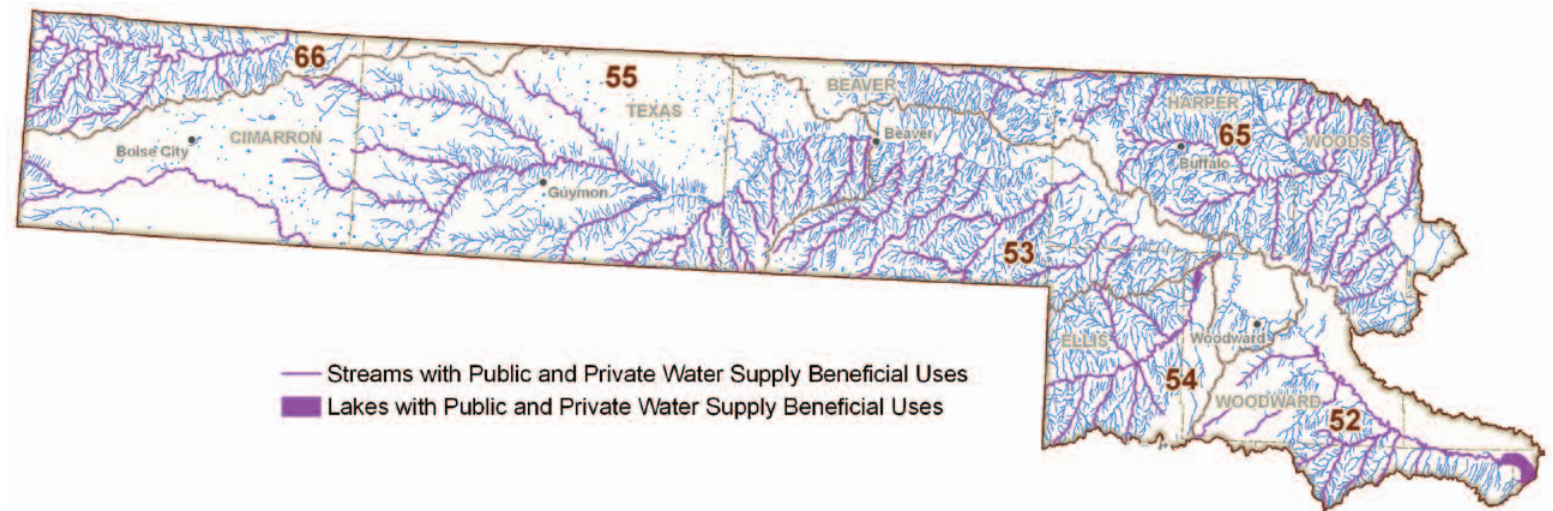 66
55
BEAVER
HARPER
TEXAS
CIMARRON
Boise City
Beaver
65
WOODS
Buffalo
Guymon
53
Woodward
ELLIS
54
WOODWARD
52
Streams with Public and Private Water Supply Beneficial Uses
Lakes with Public and Private Water Supply Beneficial Uses